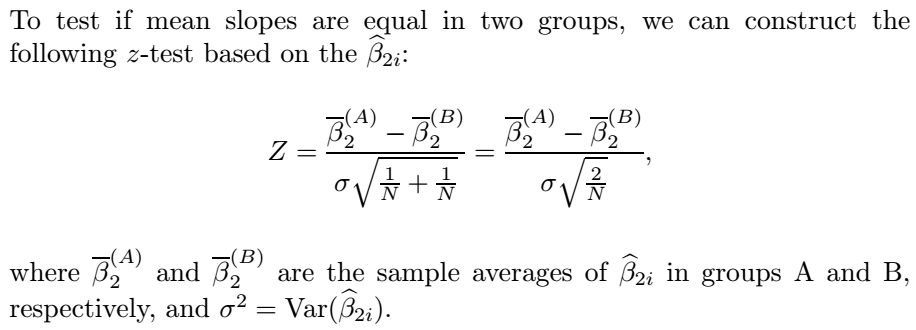 To test if mean slopes are equal in two groups, we can construct the
following z-test based on the \(\widehat{\beta}_{2i}\):
\[Z = \frac{\overline{\beta}_2^{(A)} - \overline{\beta}_2^{(B)}}{\sigma\sqrt{\frac{1}{N} + \frac{1}{N}}} = \frac{\overline{\beta}_2^{(A)} - \overline{\beta}_2^{(B)}}{\sigma\sqrt{\frac{2}{N}}},\]
where \(\overline{\beta}_2^{(A)}\) and \(\overline{\beta}_2^{(B)}\) are the sample averages of \(\widehat{\beta}_{2i}\) in groups A and B,
respectively, and \(\sigma^2 = \mathrm{Var}(\widehat{\beta}_{2i})\).